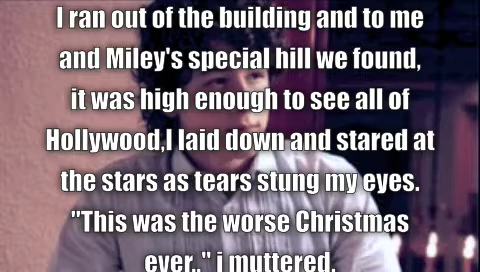 I ran out of the building and to me
and Miley's special hill we found,
it was high enough to see all of
Hollywood,I laid down and stared at
the stars as tears stung my eyes.
"This was the worse Christmas
ever.." i muttered.